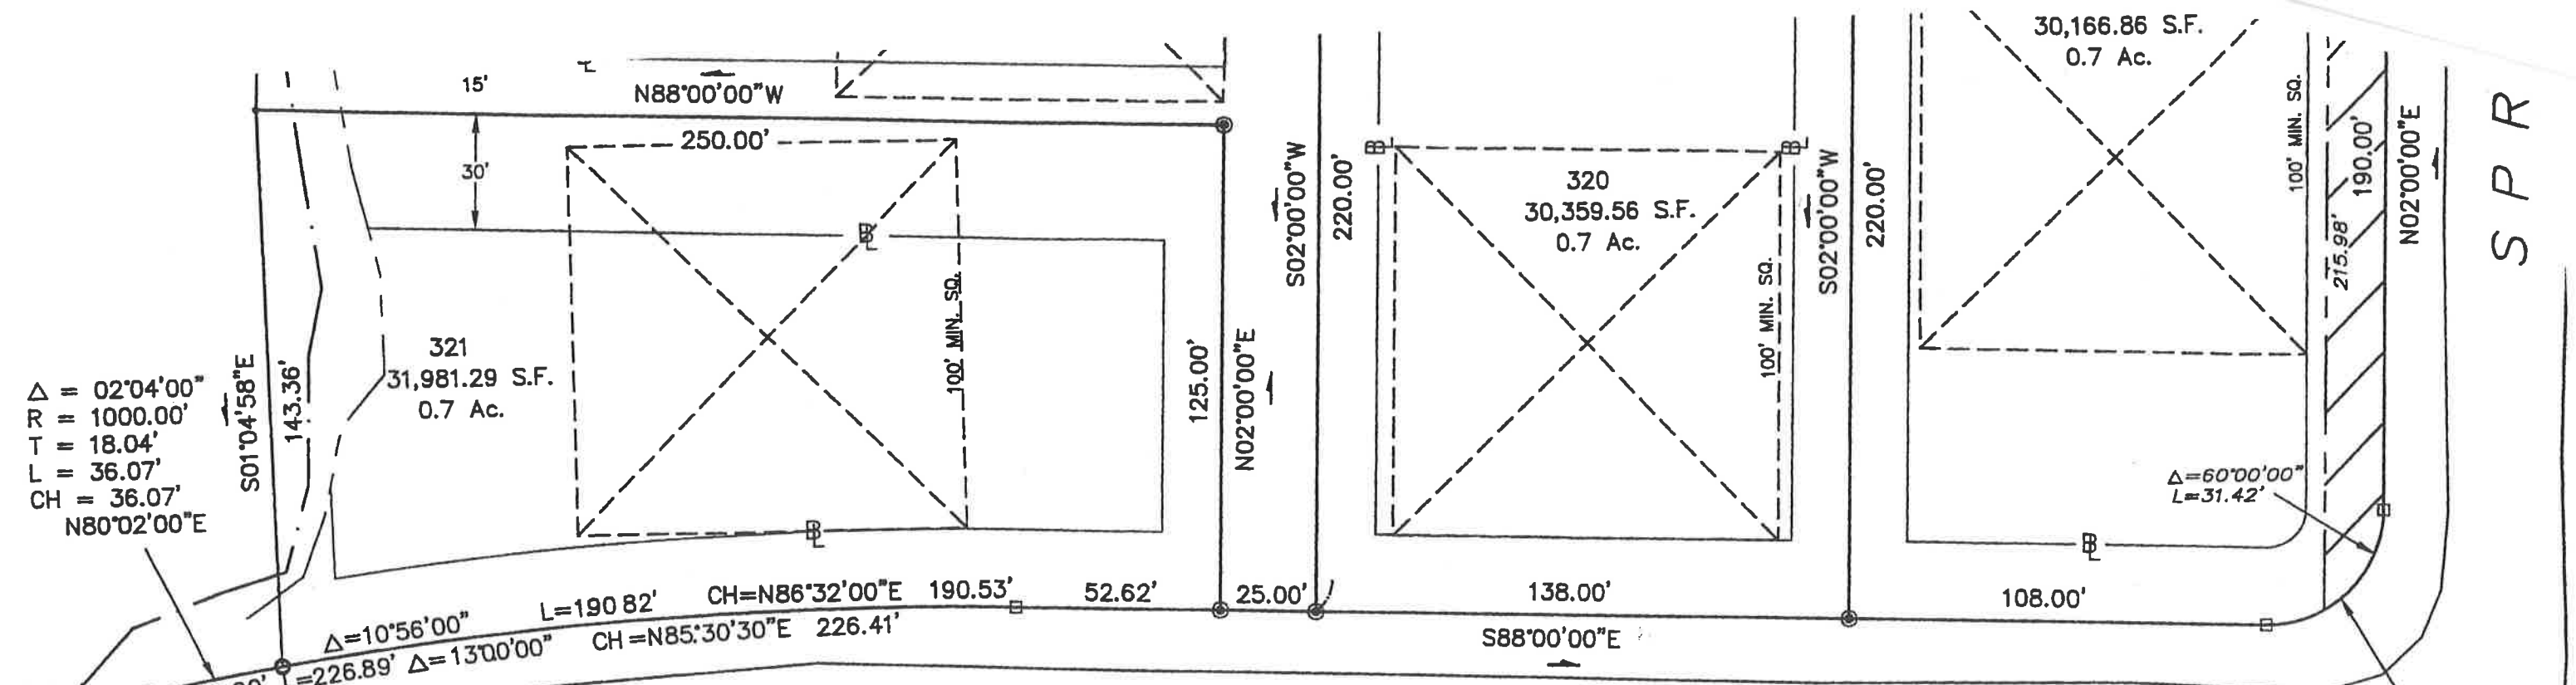 30,166.86 S.F.
0.7 Ac.
15'
N88°00'00"W
250.00'
30'
BL
100' MIN. SQ.
321
31,981.29 S.F.
0.7 Ac.
BL
Δ = 02°04'00"
R = 1000.00'
T = 18.04'
L = 36.07'
CH = 36.07'
N80°02'00"E
S01°04'58"E
143.36'
125.00'
N02°00'00"E
S02°00'00"W
220.00'
BL
BL
320
30,359.56 S.F.
0.7 Ac.
100' MIN. SQ.
S02°00'00"W
220.00'
100' MIN. SQ.
215.98'
190.00'
N02°00'00"E
S P R
Δ=60°00'00"
L=31.42'
BL
Δ=10°56'00"
L=190 82'
CH=N86°32'00"E
190.53'
52.62'
25.00'
138.00'
108.00'
=226.89'
Δ=13°00'00"
CH=N85°30'30"E
226.41'
S88°00'00"E